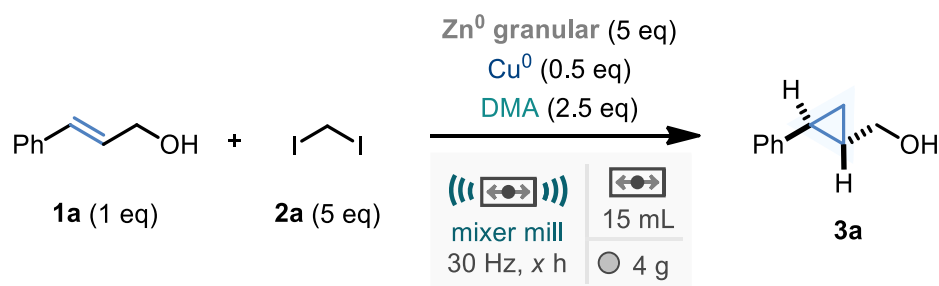 Zn⁰ granular (5 eq)
Cu⁰ (0.5 eq)
DMA (2.5 eq)
Ph OH + I I
1a (1 eq) 2a (5 eq)
mixer mill
30 Hz, x h
15 mL
4 g
H
Ph OH
H
3a